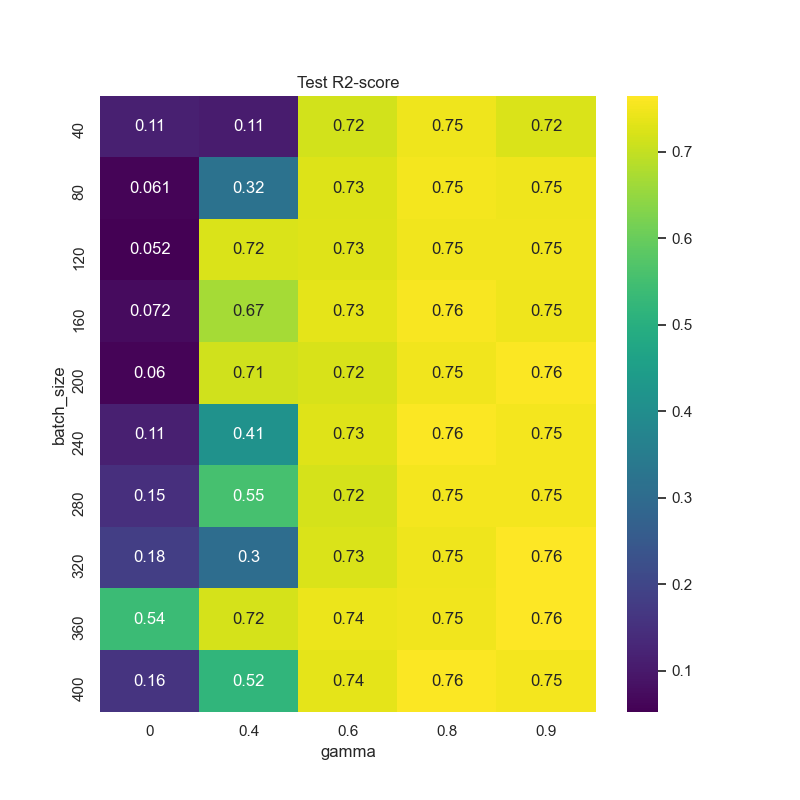 Test R2-score
40 0.11 0.11 0.72 0.75 0.72
80 0.061 0.32 0.73 0.75 0.75
120 0.052 0.72 0.73 0.75 0.75
160 0.072 0.67 0.73 0.76 0.75
200 0.06 0.71 0.72 0.75 0.76
240 0.11 0.41 0.73 0.76 0.75
280 0.15 0.55 0.72 0.75 0.75
320 0.18 0.3 0.73 0.75 0.76
360 0.54 0.72 0.74 0.75 0.76
400 0.16 0.52 0.74 0.76 0.75
0 0.4 0.6 0.8 0.9
gamma
batch_size
0.7
0.6
0.5
0.4
0.3
0.2
0.1